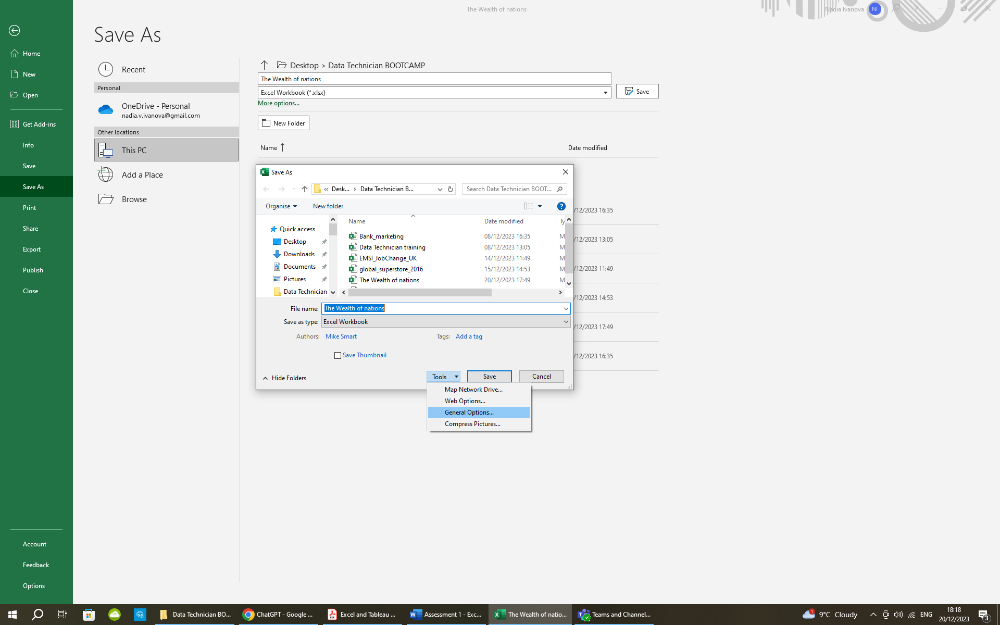 The Wealth of nations
Nadia Ivanova
NI
Save As
Home
New
Open
Get Add-ins
Info
Save
Save As
Print
Share
Export
Publish
Close
Account
Feedback
Options
Recent
Personal
OneDrive - Personal
nadia.v.ivanova@gmail.com
Other locations
This PC
Add a Place
Browse
Desktop > Data Technician BOOTCAMP
The Wealth of nations
Excel Workbook (*.xlsx)
Save
More options...
New Folder
Name
Date modified
/12/2023 16:35
/12/2023 13:05
/12/2023 11:49
/12/2023 14:53
/12/2023 17:49
/12/2023 16:35
Save As
« Desk... > Data Technician B...
Search Data Technician BOOT...
Organise
New folder
Quick access
Desktop
Downloads
Documents
Pictures
Data Technician
Name Date modified Ty
Bank_marketing 08/12/2023 16:35 M
Data Technician training 08/12/2023 13:05 M
EMSI_JobChange_UK 14/12/2023 11:49 M
global_superstore_2016 15/12/2023 14:53 M
The Wealth of nations 20/12/2023 17:49 M
File name: The Wealth of nations
Save as type: Excel Workbook
Authors: Mike Smart
Tags: Add a tag
Save Thumbnail
Hide Folders
Tools
Save
Cancel
Map Network Drive...
Web Options...
General Options...
Compress Pictures...
Data Technician BO...
ChatGPT - Google ...
Excel and Tableau ...
Assessment 1 - Exc...
The Wealth of natio...
Teams and Channel...
1
9°C Cloudy
ENG
18:18
20/12/2023
3